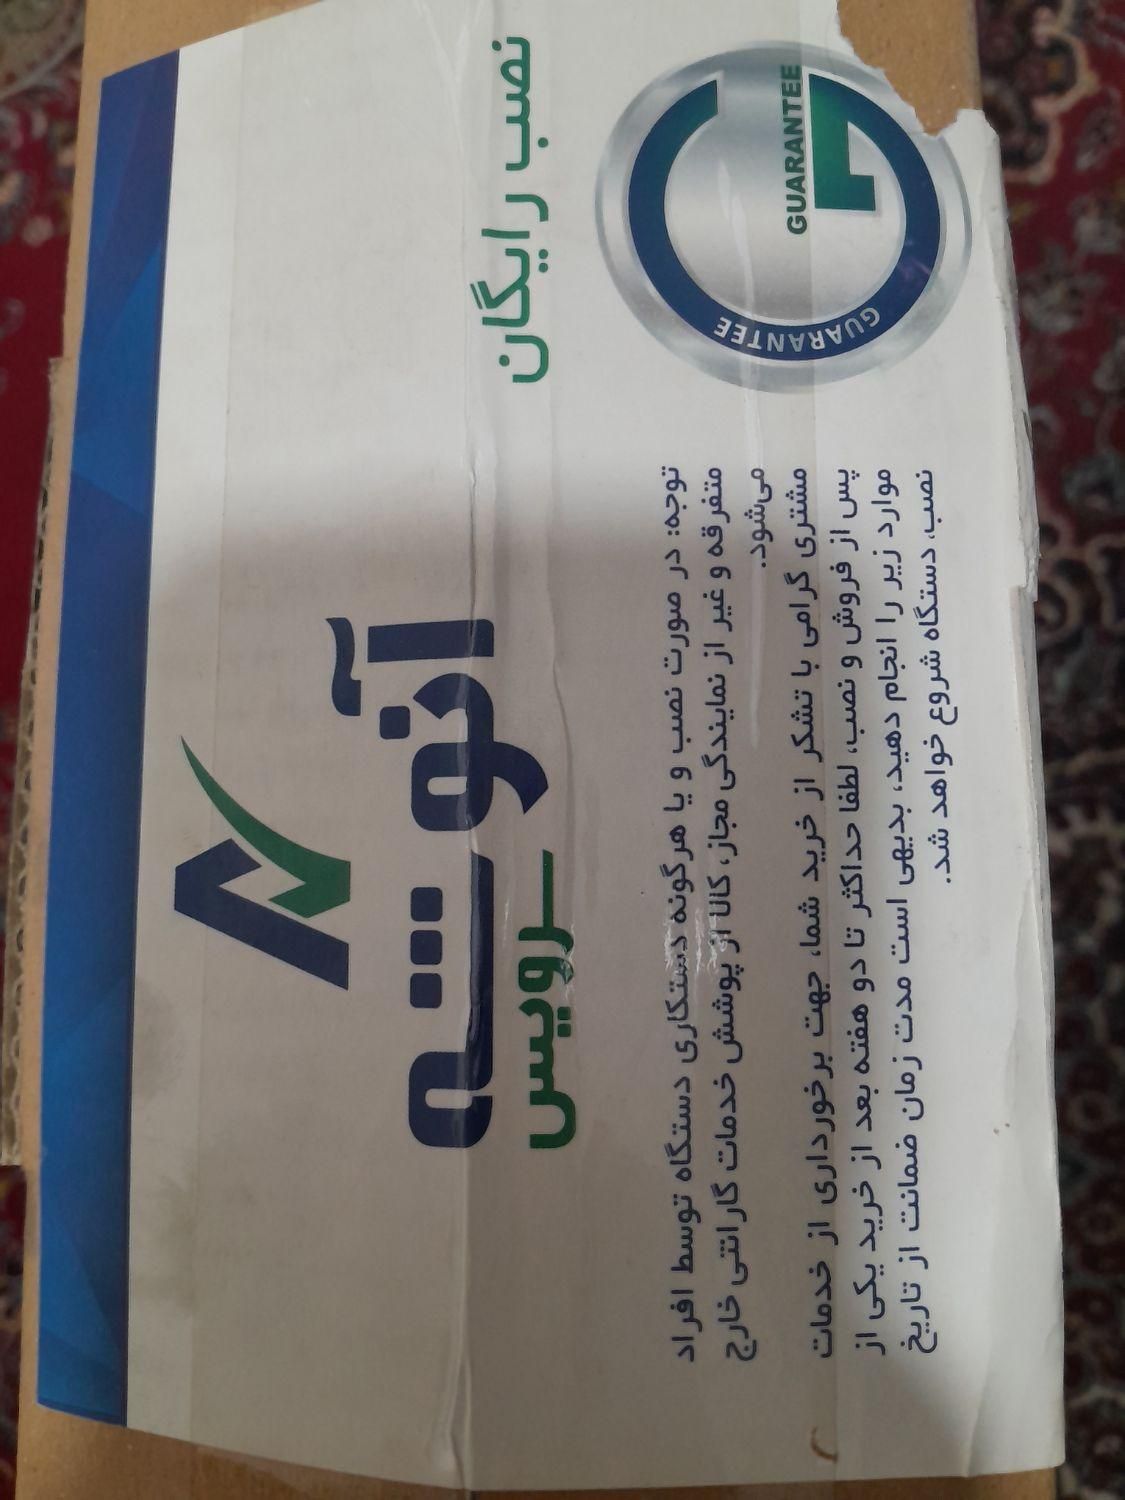 نصب رایگان
آنوته
سرویس
GUARANTEE
GUARANTEE
توجه: در صورت نصب و یا هرگونه دستکاری دستگاه توسط افراد
متفرقه و غیر از نمایندگی مجاز، کالا از پوشش خدمات گارانتی خارج
می‌شود.
مشتری گرامی با تشکر از خرید شما، جهت برخورداری از خدمات
پس از فروش و نصب، لطفا حداکثر تا دو هفته بعد از خرید یکی از
موارد زیر را انجام دهید، بدیهی است مدت زمان ضمانت از تاریخ
نصب، دستگاه شروع خواهد شد.